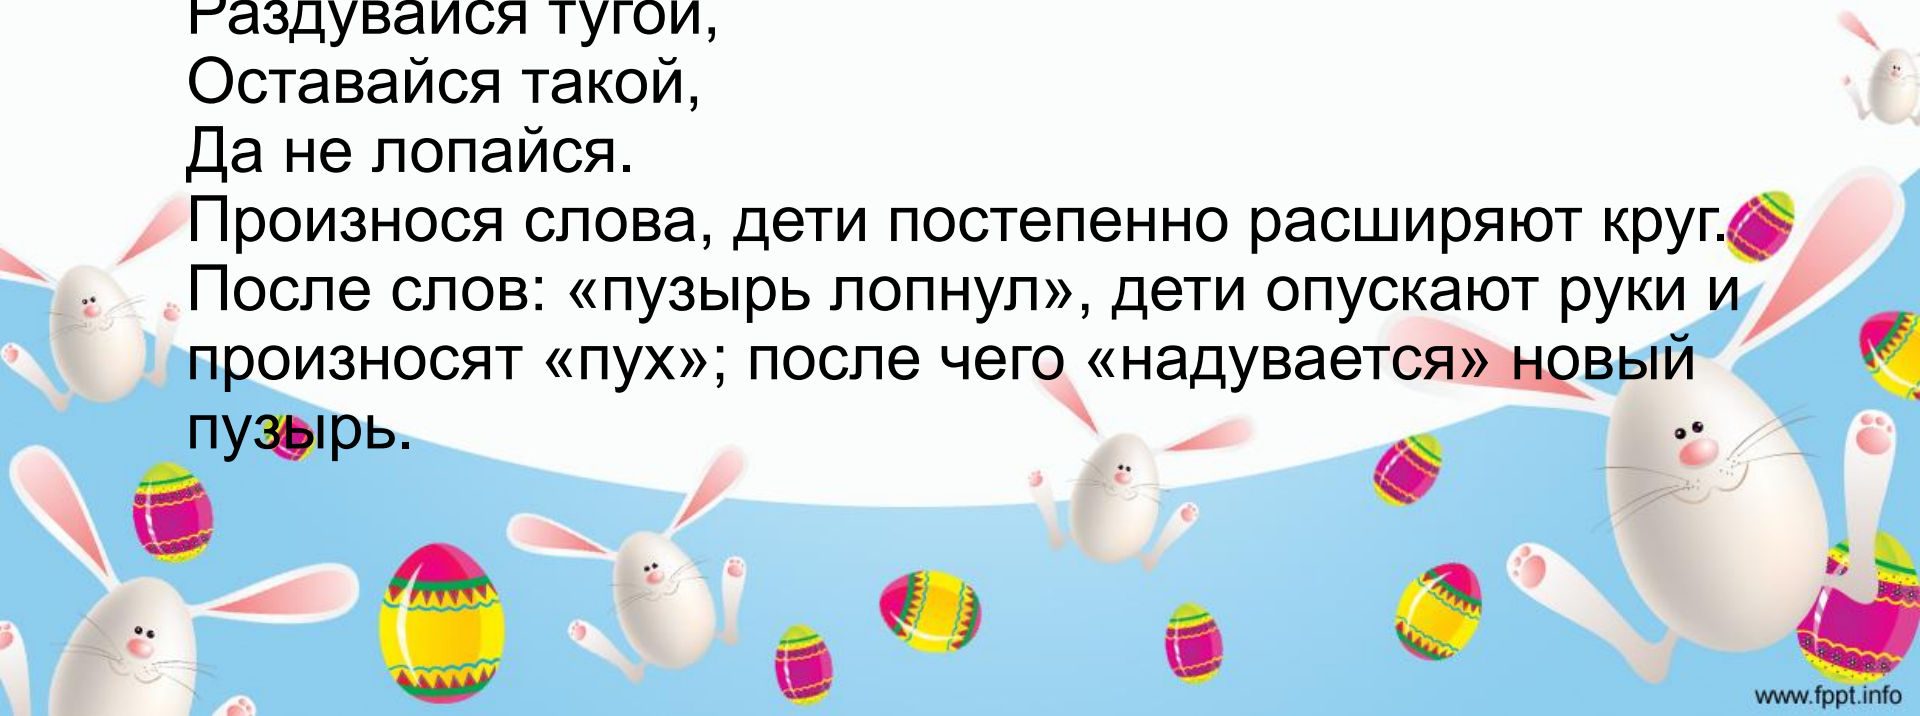 Раздувайся тугой,
Оставайся такой,
Да не лопайся.
Произнося слова, дети постепенно расширяют круг.
После слов: «пузырь лопнул», дети опускают руки и
произносят «пух»; после чего «надувается» новый
пузырь.
www.fppt.info